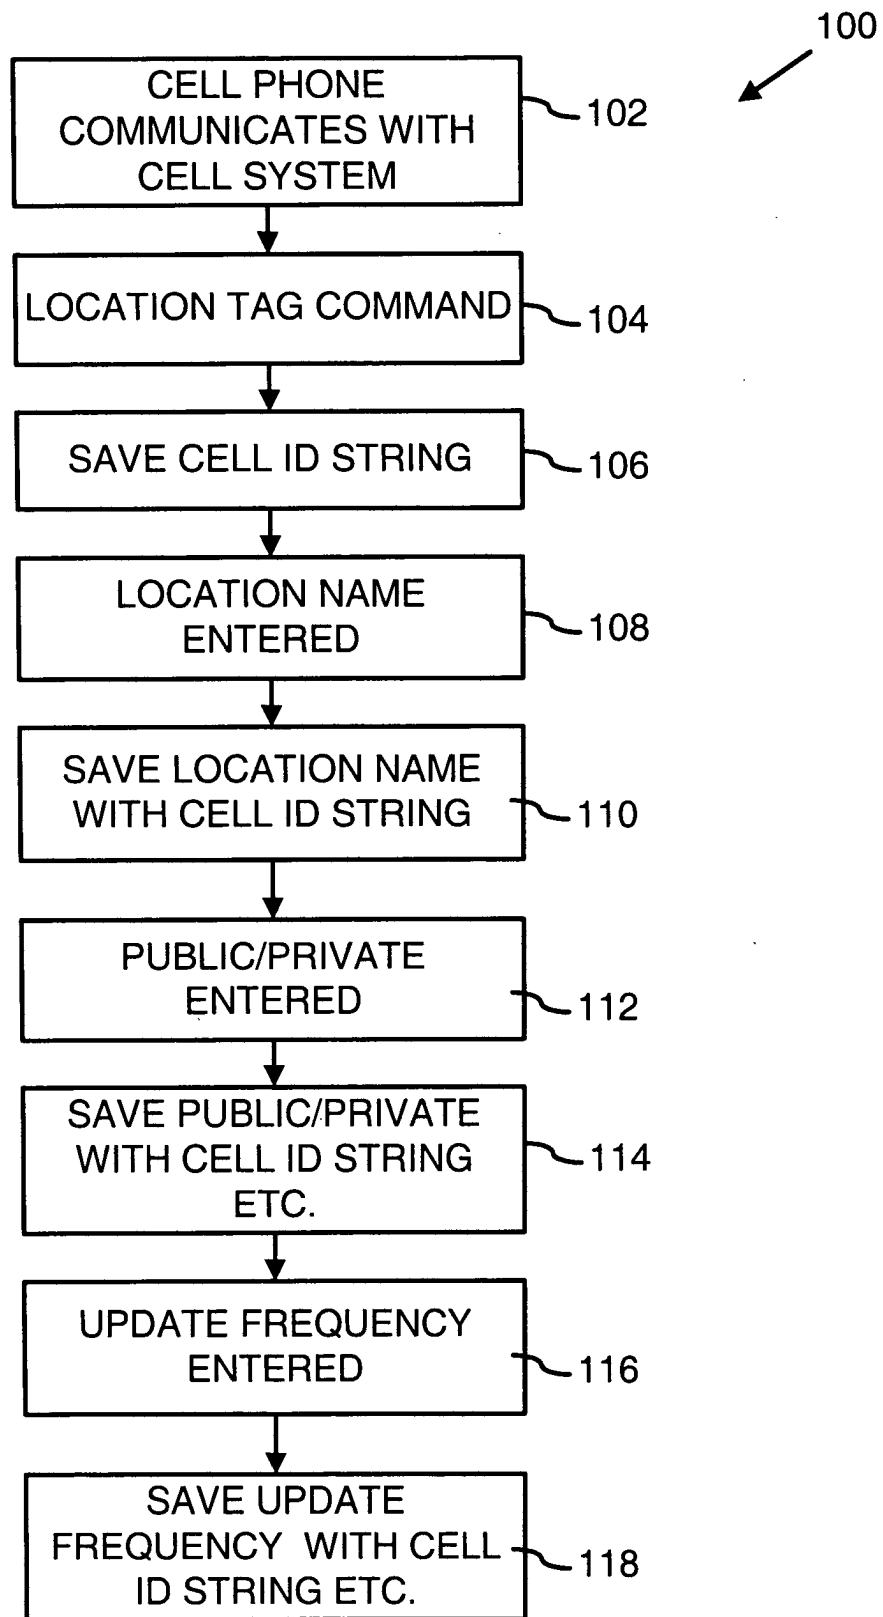 100
CELL PHONE
COMMUNICATES WITH
CELL SYSTEM
102
LOCATION TAG COMMAND
104
SAVE CELL ID STRING
106
LOCATION NAME
ENTERED
108
SAVE LOCATION NAME
WITH CELL ID STRING
110
PUBLIC/PRIVATE
ENTERED
112
SAVE PUBLIC/PRIVATE
WITH CELL ID STRING
ETC.
114
UPDATE FREQUENCY
ENTERED
116
SAVE UPDATE
FREQUENCY WITH CELL
ID STRING ETC.
118